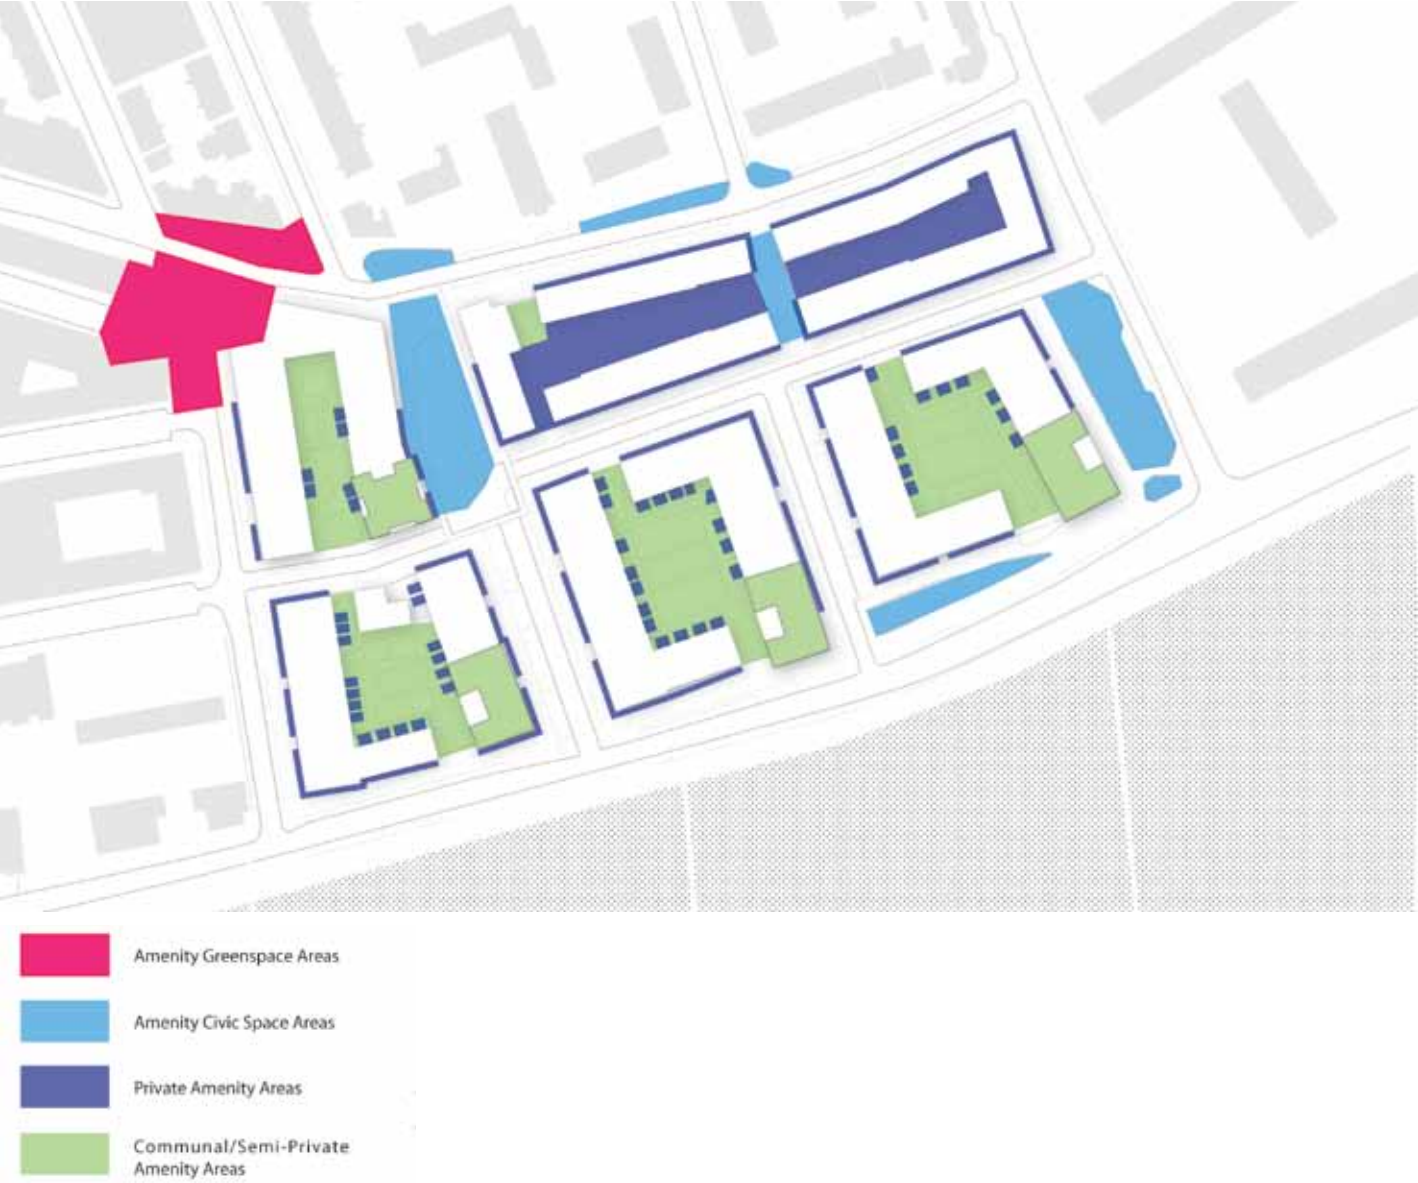 Amenity Greenspace Areas
Amenity Civic Space Areas
Private Amenity Areas
Communal/Semi-Private
Amenity Areas